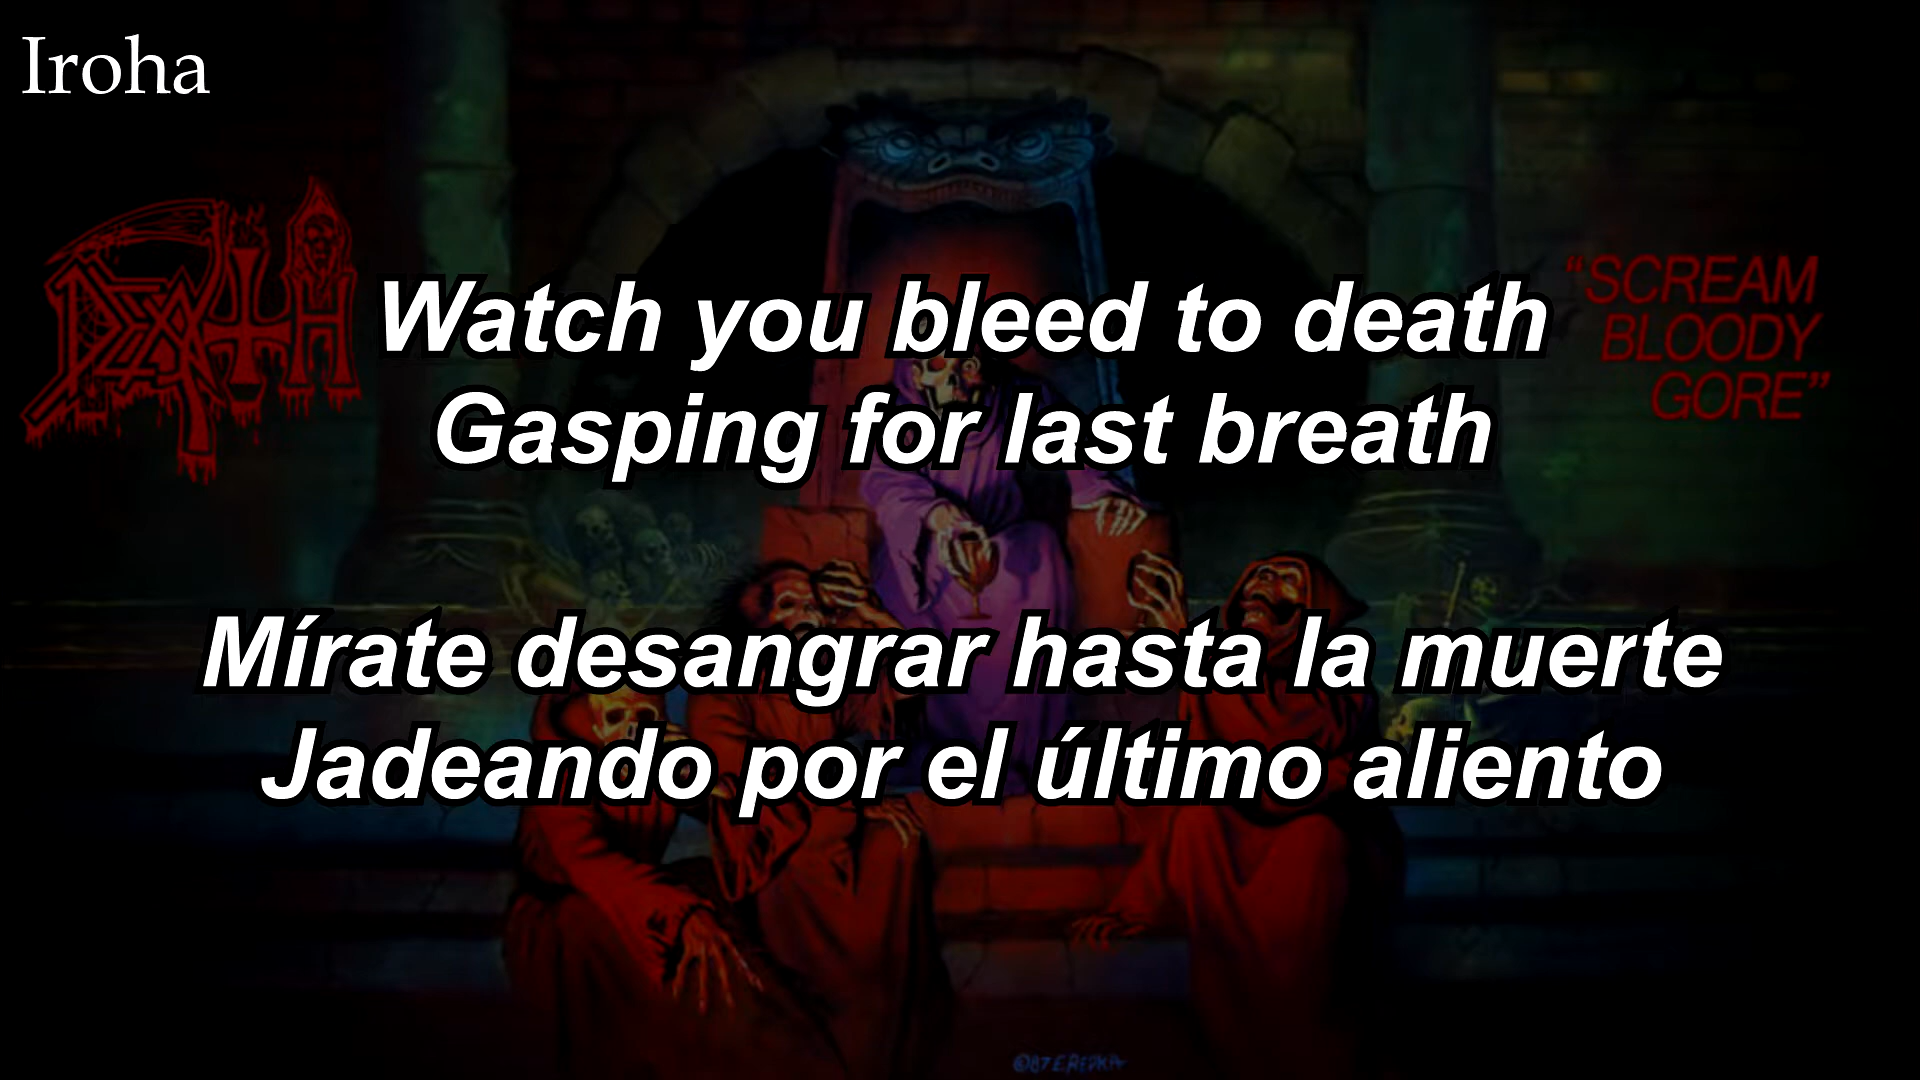 Iroha
DEATH
“SCREAM
BLOODY
GORE”
Watch you bleed to death
Gasping for last breath
Mírate desangrar hasta la muerte
Jadeando por el último aliento